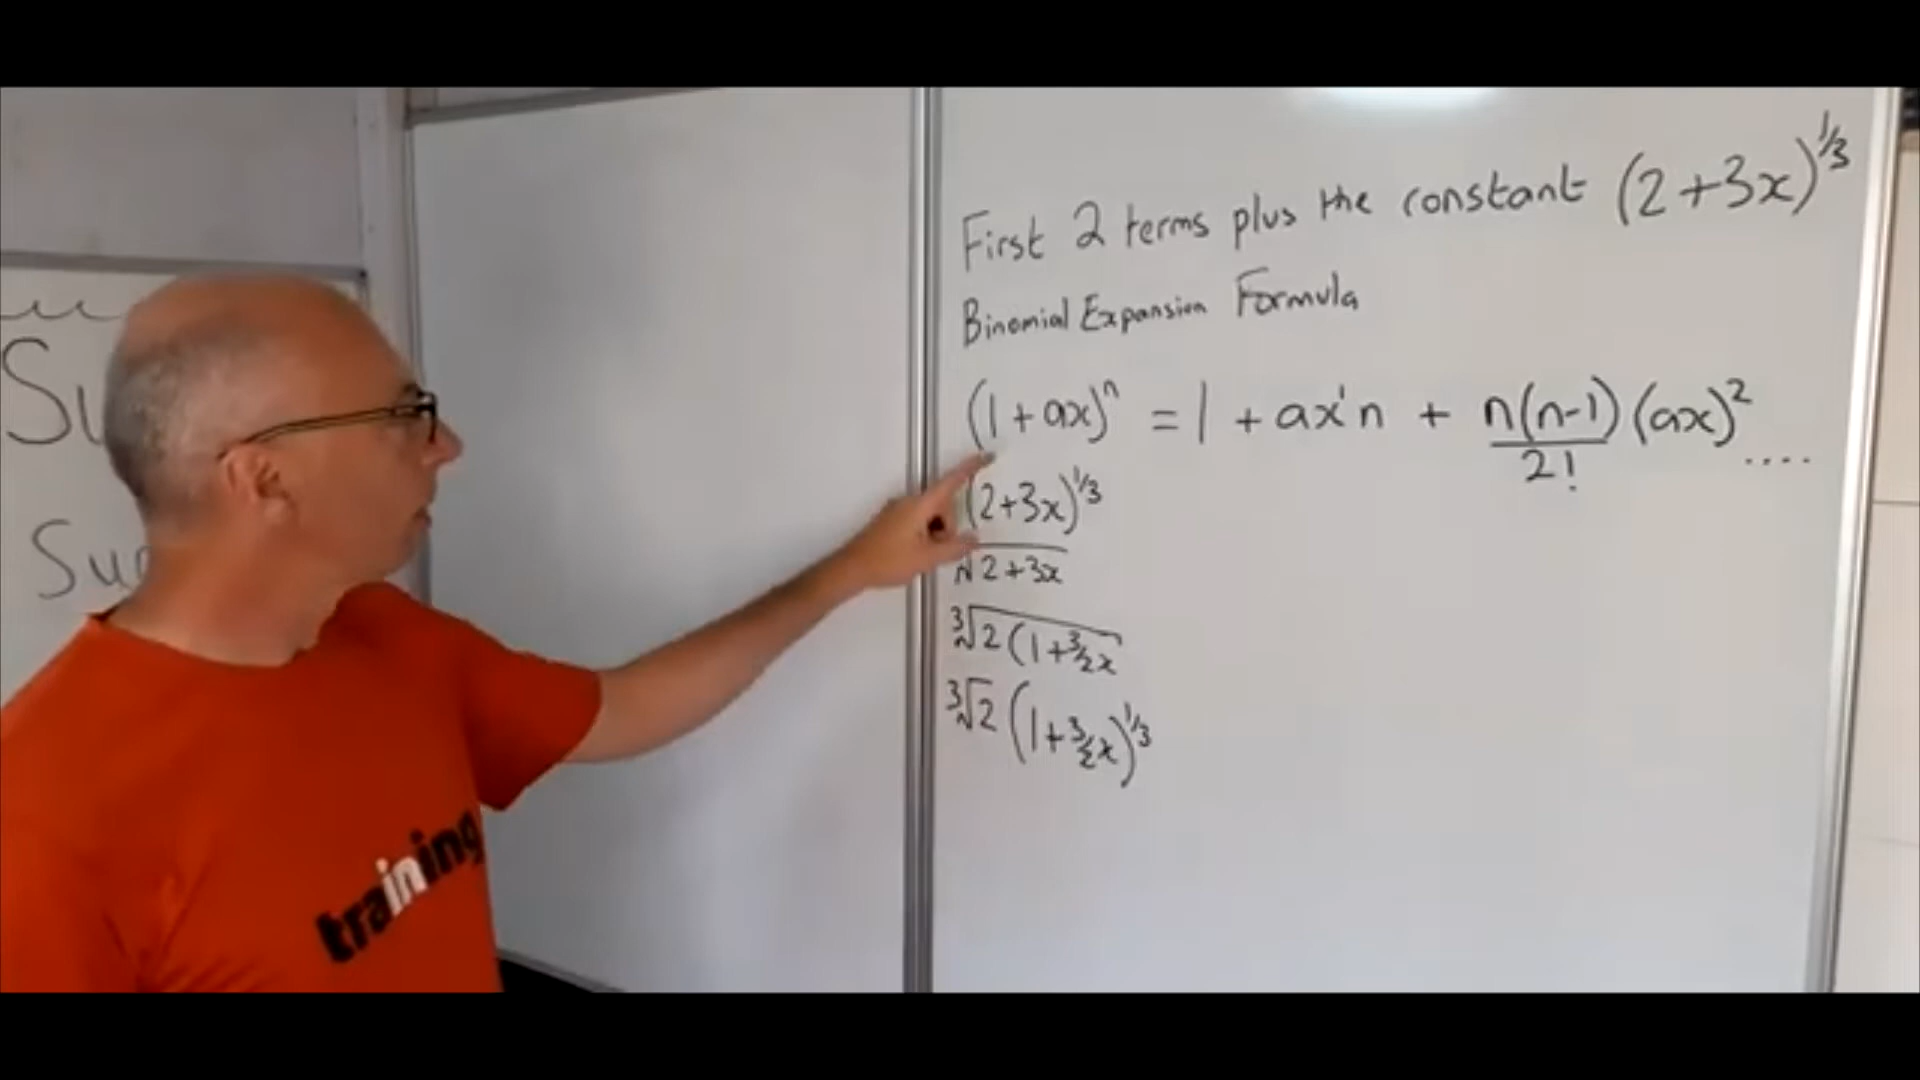 First 2 terms plus the constant (2+3x)^1/3
Binomial Expansion Formula
(1 + ax)^n = 1 + ax'n + n(n-1)/2! (ax)^2 ....
(2+3x)^1/3
√2+3x
3√2(1+3/2x
3√2 (1+3/2x)^1/3
training